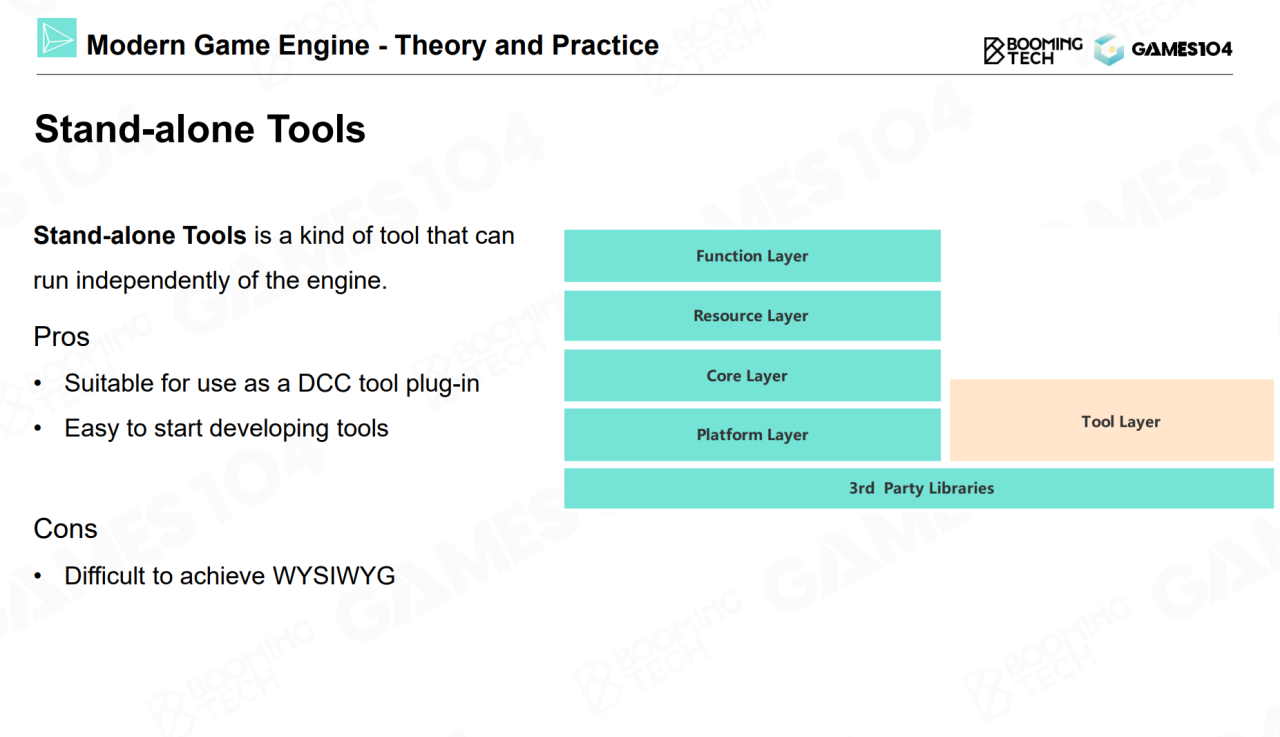 Modern Game Engine - Theory and Practice
BOOMING
TECH
GAMES104
Stand-alone Tools
Stand-alone Tools is a kind of tool that can
run independently of the engine.
Pros
• Suitable for use as a DCC tool plug-in
• Easy to start developing tools
Cons
• Difficult to achieve WYSIWYG
Function Layer
Resource Layer
Core Layer
Platform Layer
Tool Layer
3rd Party Libraries